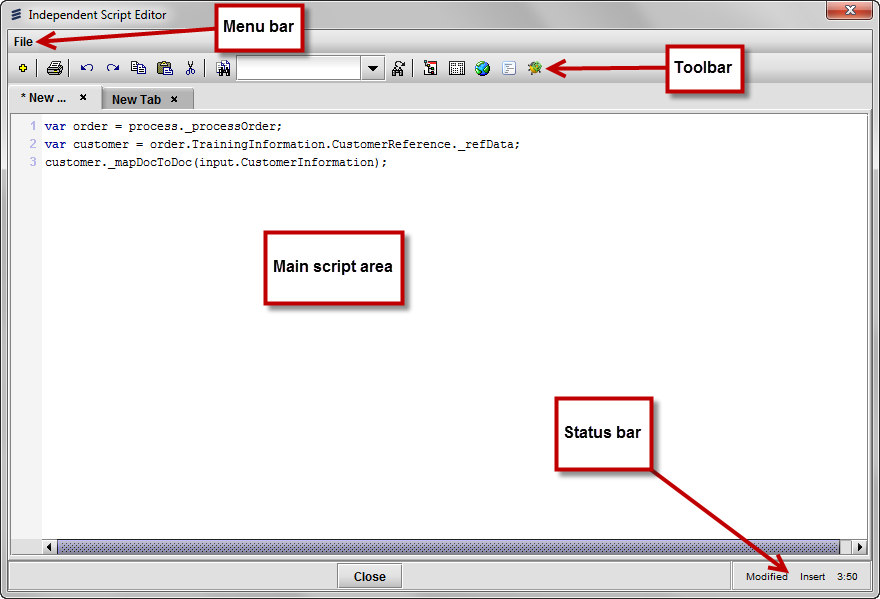 Independent Script Editor
Menu bar
File
Toolbar
* New ... ×
New Tab ×
1 var order = process._processOrder;
2 var customer = order.TrainingInformation.CustomerReference._refData;
3 customer._mapDocToDoc(input.CustomerInformation);
Main script area
Status bar
Close
Modified Insert 3:50